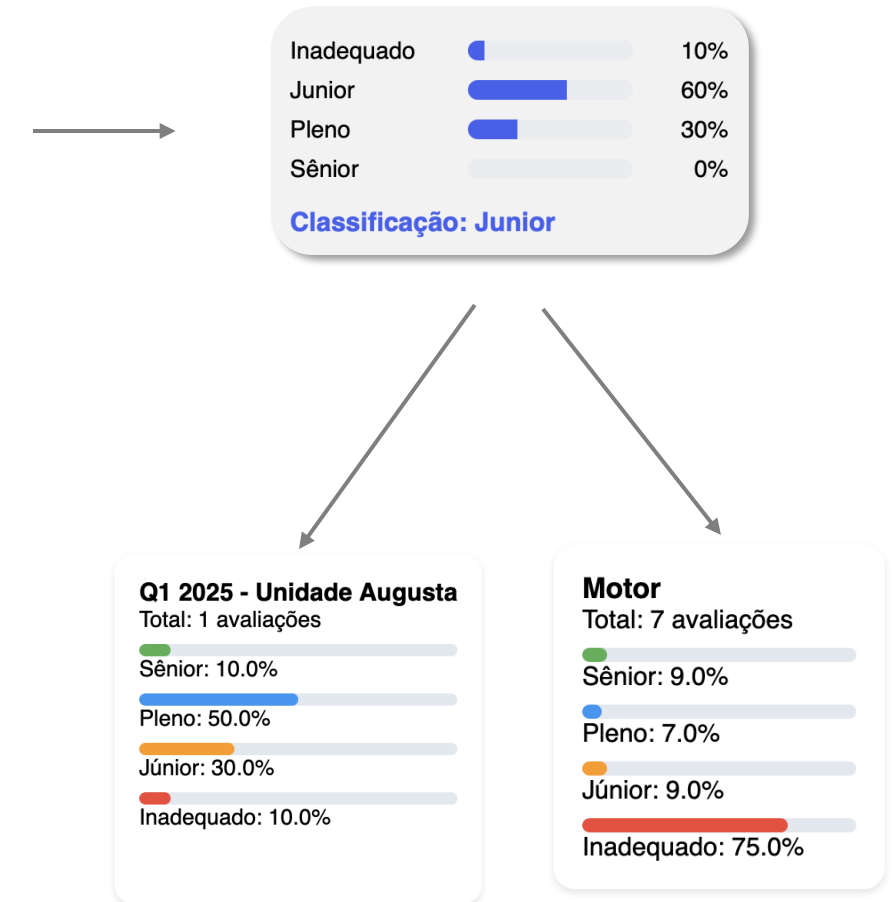 Inadequado 10%
Junior 60%
Pleno 30%
Sênior 0%
Classificação: Junior
Q1 2025 - Unidade Augusta
Total: 1 avaliações
Sênior: 10.0%
Pleno: 50.0%
Júnior: 30.0%
Inadequado: 10.0%
Motor
Total: 7 avaliações
Sênior: 9.0%
Pleno: 7.0%
Júnior: 9.0%
Inadequado: 75.0%